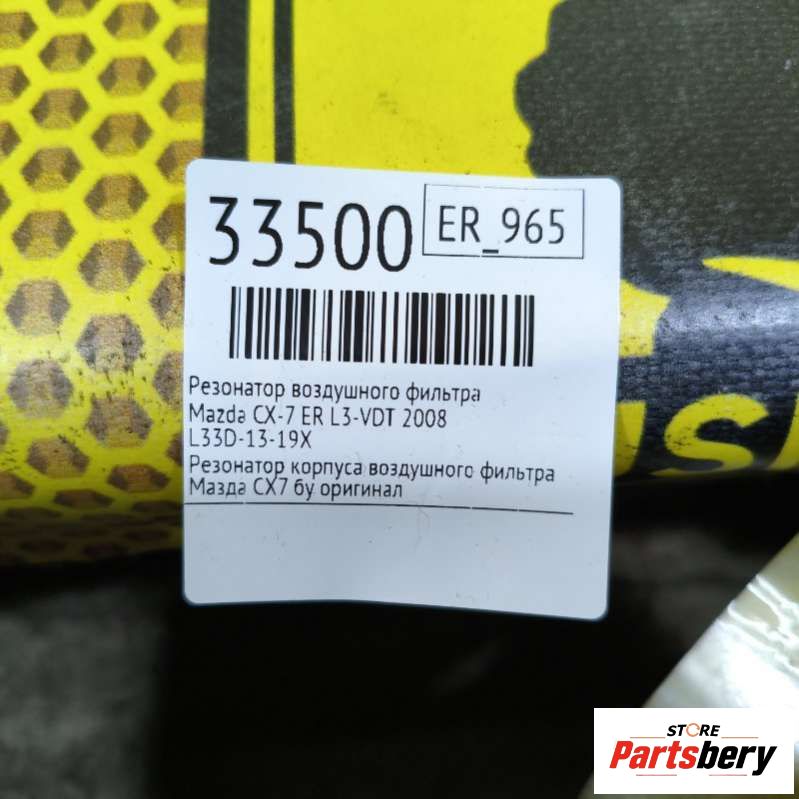 33500
ER_965
Резонатор воздушного фильтра
Mazda CX-7 ER L3-VDT 2008
L33D-13-19X
Резонатор корпуса воздушного фильтра
Мазда СХ7 бу оригинал
STORE
Partsbery